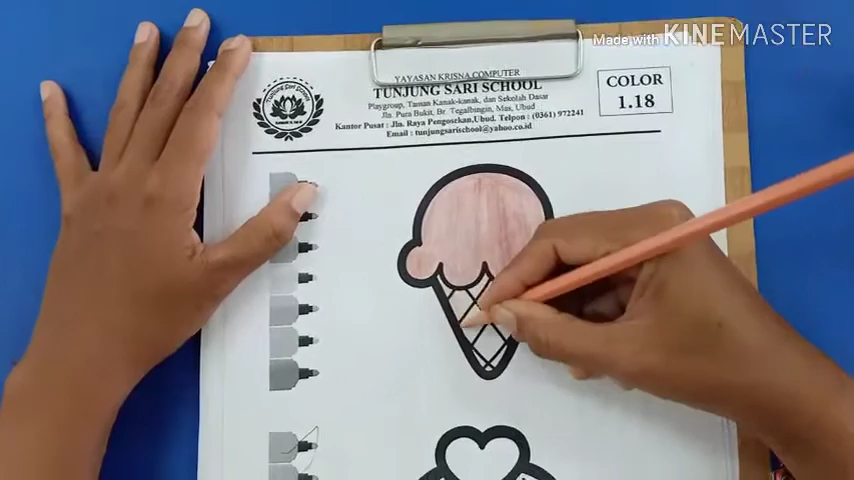 Made with KINEMASTER
YAYASAN KRISNA COMPUTER
TUNJUNG SARI SCHOOL
Playgroup, Taman Kanak-kanak, dan Sekolah Dasar
Jln. Pura Bukit, Br. Tegalbingin, Mas, Ubud
Kantor Pusat : Jln. Raya Pengosekan, Ubud. Telpon : (0361) 972241
Email : tunjungsarischool@yahoo.co.id
COLOR
1.18